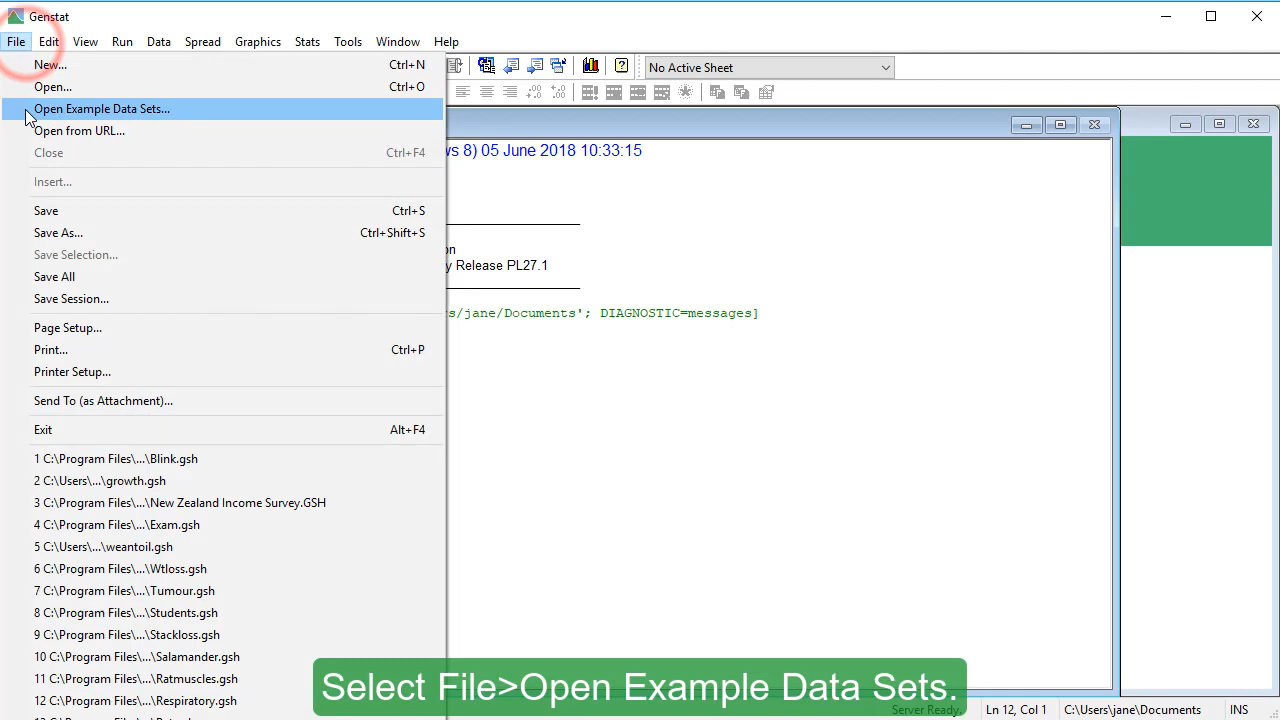 Genstat
File Edit View Run Data Spread Graphics Stats Tools Window Help
New... Ctrl+N
No Active Sheet
Open... Ctrl+O
Open Example Data Sets...
Open from URL...
Close Ctrl+F4
ws 8) 05 June 2018 10:33:15
Insert...
Save Ctrl+S
Save As... Ctrl+Shift+S
Save Selection...
on
y Release PL27.1
Save All
Save Session...
s/jane/Documents'; DIAGNOSTIC=messages]
Page Setup...
Print... Ctrl+P
Printer Setup...
Send To (as Attachment)...
Exit Alt+F4
1 C:\Program Files\...\Blink.gsh
2 C:\Users\...\growth.gsh
3 C:\Program Files\...\New Zealand Income Survey.GSH
4 C:\Program Files\...\Exam.gsh
5 C:\Users\...\weantoil.gsh
6 C:\Program Files\...\Wtloss.gsh
7 C:\Program Files\...\Tumour.gsh
8 C:\Program Files\...\Students.gsh
9 C:\Program Files\...\Stackloss.gsh
10 C:\Program Files\...\Salamander.gsh
11 C:\Program Files\...\Ratmuscles.gsh
12 C:\Program Files\...\Respiratory.gsh
Select File>Open Example Data Sets.
Server Ready. Ln 12, Col 1 C:\Users\jane\Documents INS